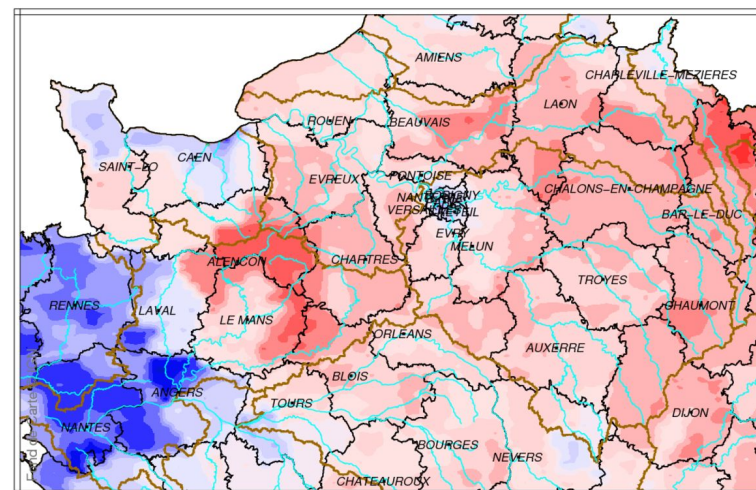 AMIENS
CHARLEVILLE-MEZIERES
LAON
ROUEN
BEAUVAIS
CAEN
SAINT-LO
PONTOISE
EVREUX
CHALONS-EN-CHAMPAGNE
BAR-LE-DUC
EVRY
MELUN
ALENCON
CHARTRES
TROYES
RENNES
LAVAL
CHAUMONT
LE MANS
ORLEANS
AUXERRE
BLOIS
ANGERS
TOURS
DIJON
NANTES
BOURGES
NEVERS
CHATEAUROUX